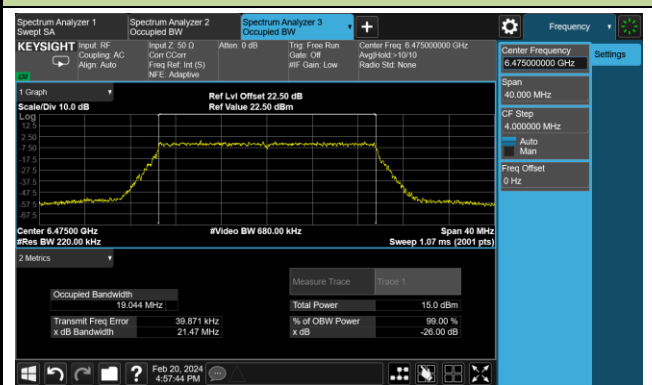 Spectrum Analyzer 1
Swept SA
Spectrum Analyzer 2
Occupied BW
Spectrum Analyzer 3
Occupied BW
Frequency
KEYSIGHT
Input: RF
Coupling: AC
Align: Auto
Input Z: 50 Ω
Corr CCorr
Freq Ref: Int (S)
NFE: Adaptive
Atten: 0 dB
Trig: Free Run
Gate: Off
#IF Gain: Low
Center Freq: 6.475000000 GHz
Avg|Hold:>10/10
Radio Std: None
Center Frequency
6.475000000 GHz
Settings
Span
40.000 MHz
CF Step
4.000000 MHz
Auto
Man
Freq Offset
0 Hz
1 Graph
Scale/Div 10.0 dB
Ref Lvl Offset 22.50 dB
Ref Value 22.50 dBm
Log
12.5
2.50
-7.50
-17.5
-27.5
-37.5
-47.5
-57.5
-67.5
Center 6.47500 GHz
#Res BW 220.00 kHz
#Video BW 680.00 kHz
Span 40 MHz
Sweep 1.07 ms (2001 pts)
2 Metrics
Measure Trace
Trace 1
Occupied Bandwidth
19.044 MHz
Total Power
15.0 dBm
Transmit Freq Error
39.871 kHz
% of OBW Power
99.00 %
x dB Bandwidth
21.47 MHz
x dB
-26.00 dB
?
Feb 20, 2024
4:57:44 PM